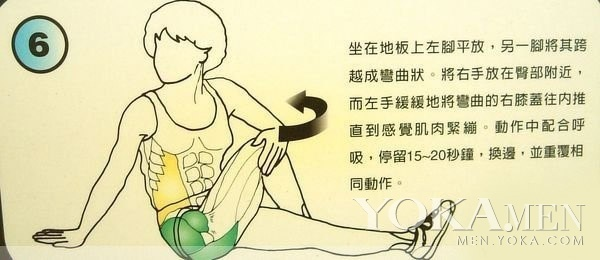 6
坐在地板上左腳平放，另一腳將其跨
越成彎曲狀。將右手放在臀部附近，
而左手緩緩地將彎曲的右膝蓋往內推
直到感覺肌肉緊繃。動作中配合呼
吸，停留15~20秒鐘，換邊，並重覆相
同動作。
YOKAMEN
MEN.YOKA.COM